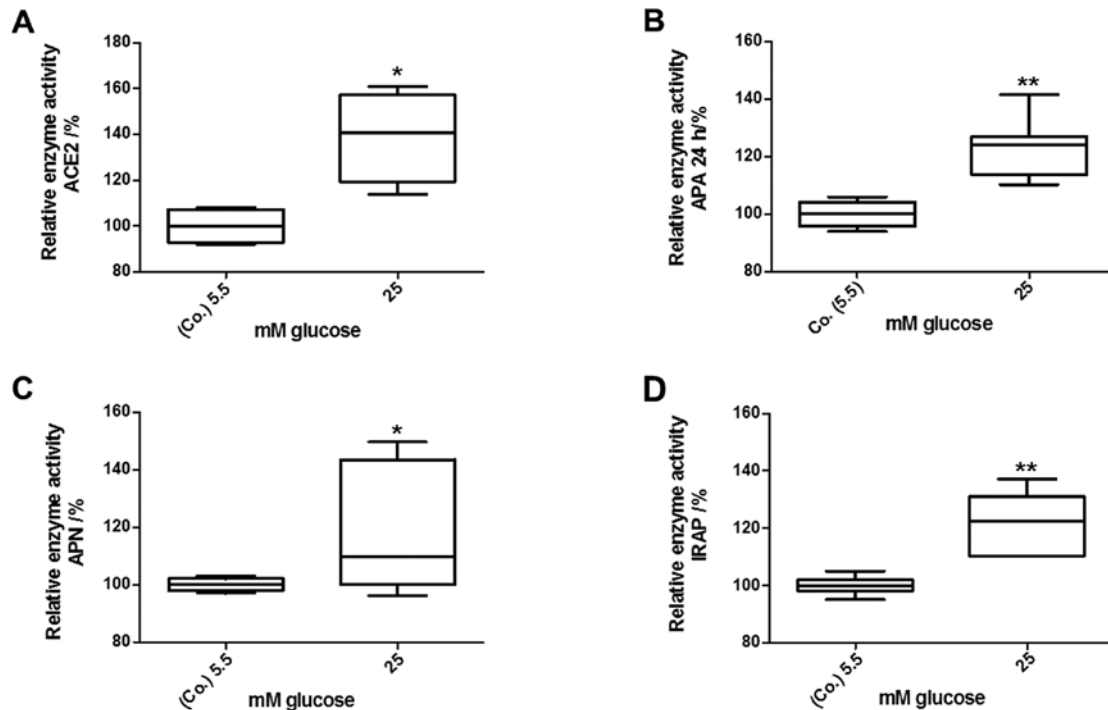 A
Relative enzyme activity
ACE2 /%
180
160
140
120
100
80
*
(Co.) 5.5
25
mM glucose
B
Relative enzyme activity
APA 24 h/%
160
140
120
100
80
**
Co. (5.5)
25
mM glucose
C
Relative enzyme activity
APN /%
160
140
120
100
80
*
(Co.) 5.5
25
mM glucose
D
Relative enzyme activity
IRAP /%
160
140
120
100
80
**
(Co.) 5.5
25
mM glucose